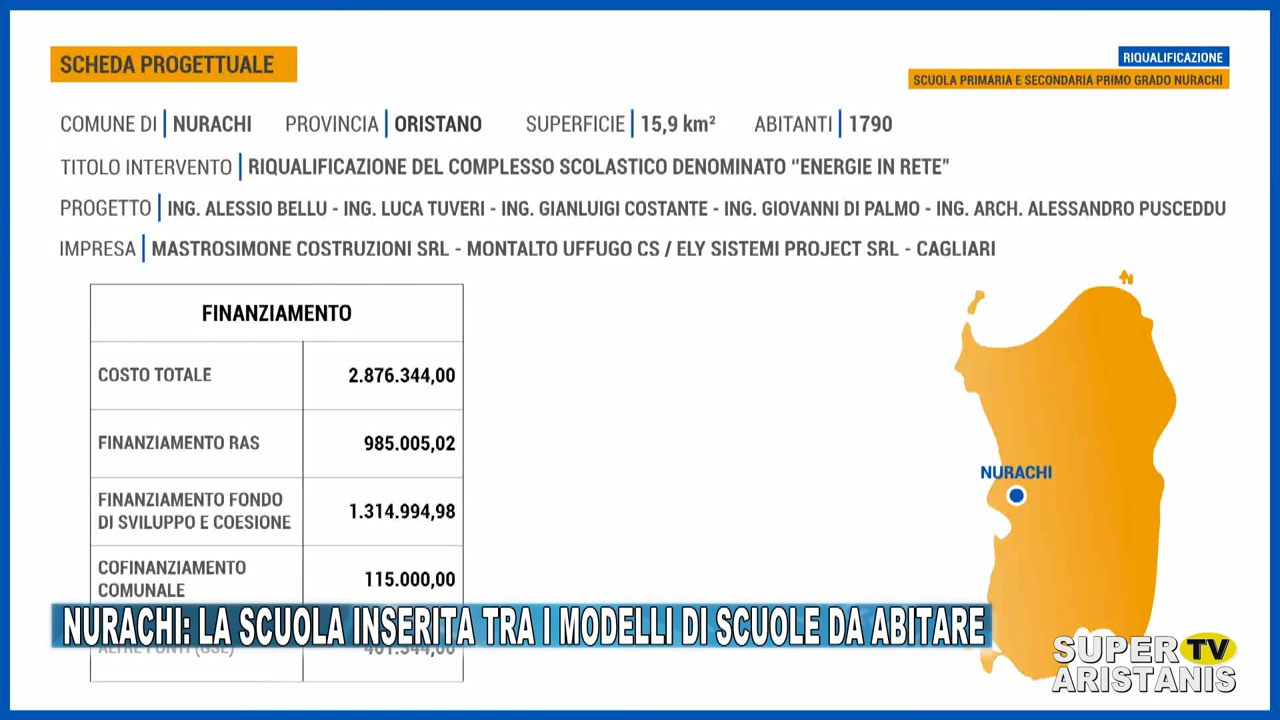 SCHEDA PROGETTUALE
RIQUALIFICAZIONE
SCUOLA PRIMARIA E SECONDARIA PRIMO GRADO NURACHI
COMUNE DI NURACHI PROVINCIA ORISTANO SUPERFICIE 15,9 km² ABITANTI 1790
TITOLO INTERVENTO RIQUALIFICAZIONE DEL COMPLESSO SCOLASTICO DENOMINATO "ENERGIE IN RETE"
PROGETTO ING. ALESSIO BELLU - ING. LUCA TUVERI - ING. GIANLUIGI COSTANTE - ING. GIOVANNI DI PALMO - ING. ARCH. ALESSANDRO PUSCEDDU
IMPRESA MASTROSIMONE COSTRUZIONI SRL - MONTALTO UFFUGO CS / ELY SISTEMI PROJECT SRL - CAGLIARI
FINANZIAMENTO
COSTO TOTALE 2.876.344,00
FINANZIAMENTO RAS 985.005,02
FINANZIAMENTO FONDO
DI SVILUPPO E COESIONE 1.314.994,98
COFINANZIAMENTO
COMUNALE 115.000,00
NURACHI
NURACHI: LA SCUOLA INSERITA TRA I MODELLI DI SCUOLE DA ABITARE
SUPER TV
ARISTANIS